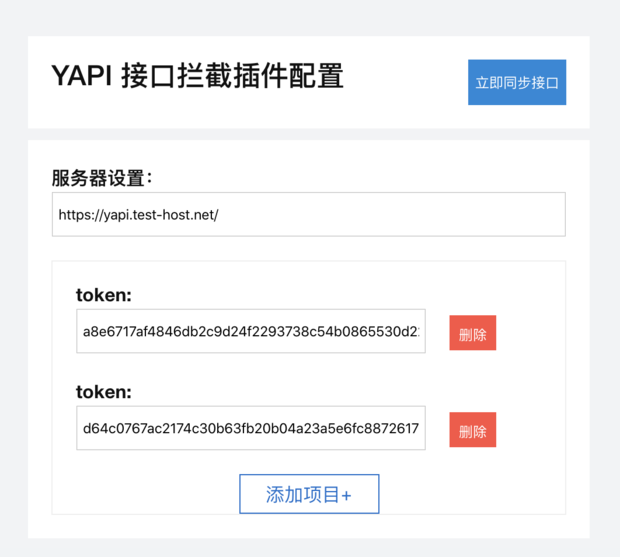 YAPI 接口拦截插件配置
立即同步接口
服务器设置：
https://yapi.test-host.net/
token:
a8e6717af4846db2c9d24f2293738c54b0865530d2
删除
token:
d64c0767ac2174c30b63fb20b04a23a5e6fc8872617
删除
添加项目+